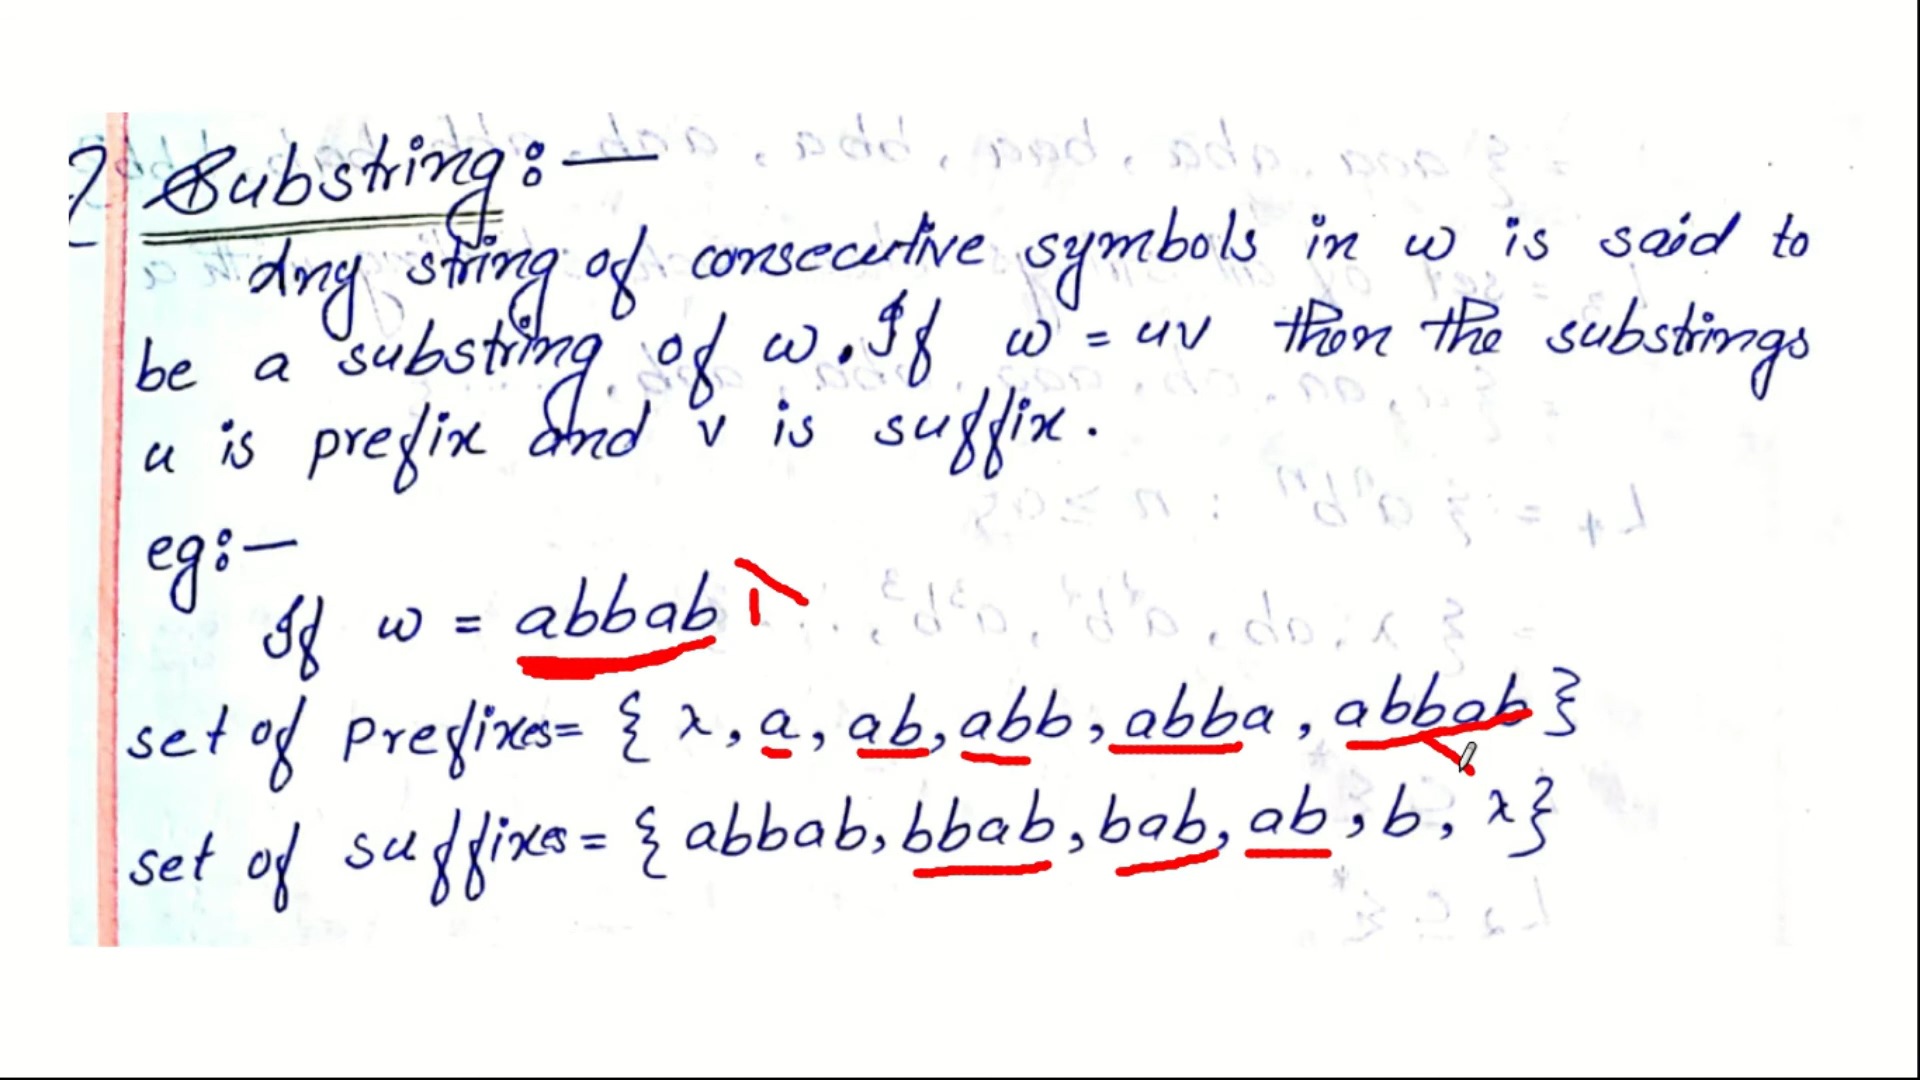 Substring:—
Any string of consecutive symbols in w is said to
be a substring of w. If w = uv then the substrings
u is prefix and v is suffix.
eg:—
If w = abbab
set of prefixes = { λ, a, ab, abb, abba, abbab }
set of suffixes = { abbab, bbab, bab, ab, b, λ }